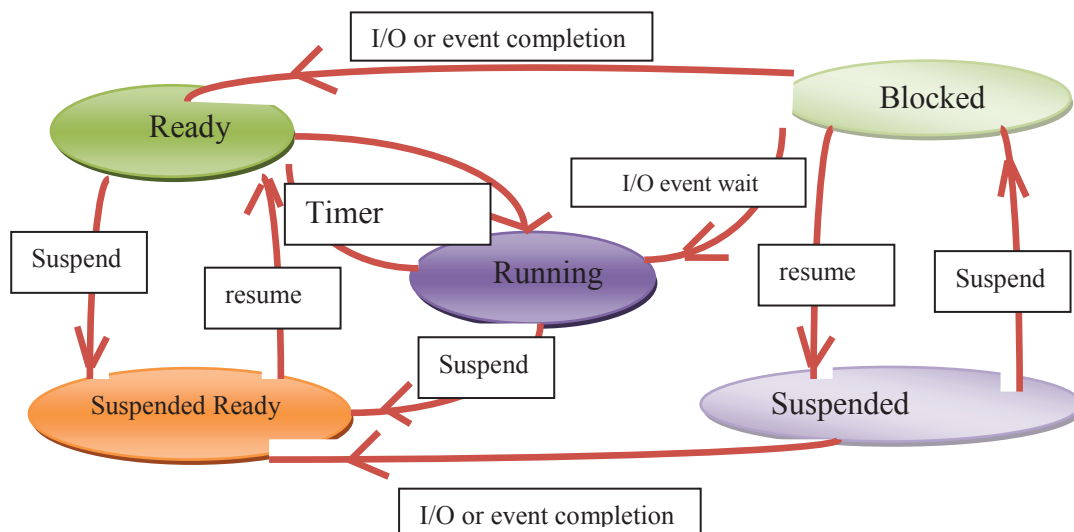 I/O or event completion
Blocked
Ready
I/O event wait
Timer
Suspend
Running
resume
Suspend
resume
Suspend
Suspended Ready
Suspended
I/O or event completion